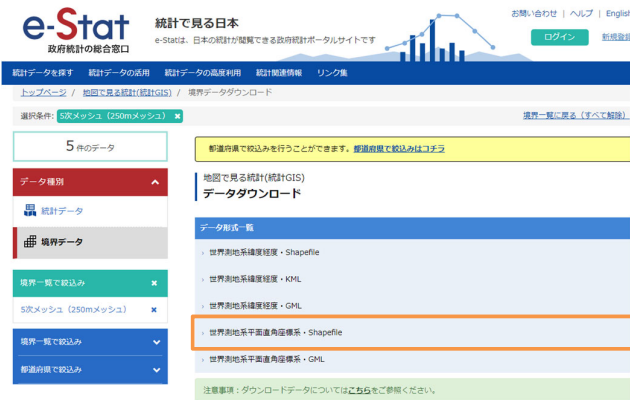 お問い合わせ | ヘルプ | English
e-Stat
政府統計の総合窓口
統計で見る日本
e-Statは、日本の統計が閲覧できる政府統計ポータルサイトです
ログイン
新規登録
統計データを探す 統計データの活用 統計データの高度利用 統計関連情報 リンク集
トップページ / 地図で見る統計(統計GIS) / 境界データダウンロード
選択条件: 5次メッシュ（250mメッシュ） ×
境界一覧に戻る（すべて解除）
5 件のデータ
データ種別
統計データ
境界データ
境界一覧で絞込み ×
5次メッシュ（250mメッシュ） ×
境界一覧で絞込み
都道府県で絞込み
都道府県で絞込みを行うことができます。都道府県で絞込みはコチラ
地図で見る統計(統計GIS)
データダウンロード
データ形式一覧
世界測地系緯度経度・Shapefile
世界測地系緯度経度・KML
世界測地系緯度経度・GML
世界測地系平面直角座標系・Shapefile
世界測地系平面直角座標系・GML
注意事項：ダウンロードデータについてはこちらをご参照ください。